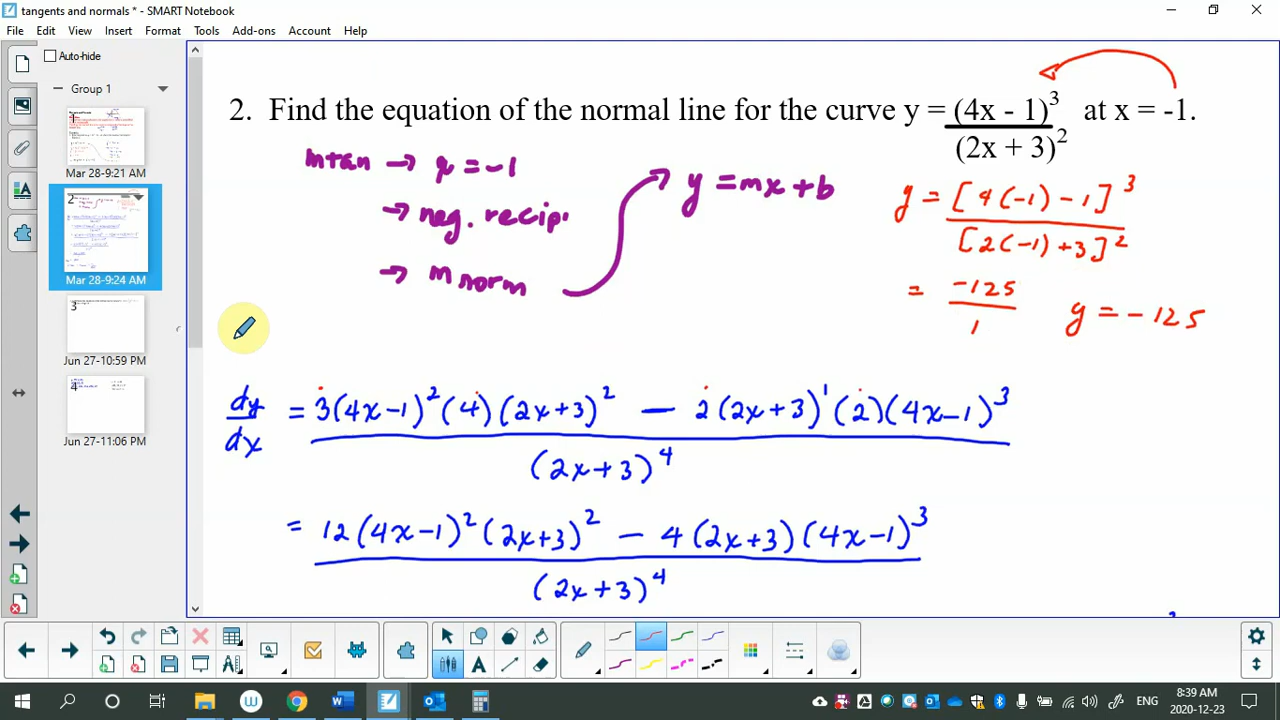 tangents and normals * - SMART Notebook
File Edit View Insert Format Tools Add-ons Account Help
Auto-hide
Group 1
1
Mar 28-9:21 AM
2
Mar 28-9:24 AM
3
Jun 27-10:59 PM
4
Jun 27-11:06 PM
2. Find the equation of the normal line for the curve y = (4x - 1)³ at x = -1.
(2x + 3)²
mtan → x = -1
→ neg. recip.
→ mnorm
y = mx + b
y = [4(-1) - 1]³
[2(-1) + 3]²
= -125
1
y = -125
dy = 3(4x-1)²(4)(2x+3)² - 2(2x+3)¹(2)(4x-1)³
dx
(2x+3)⁴
= 12(4x-1)²(2x+3)² - 4(2x+3)(4x-1)³
(2x+3)⁴
ENG
8:39 AM
2020-12-23